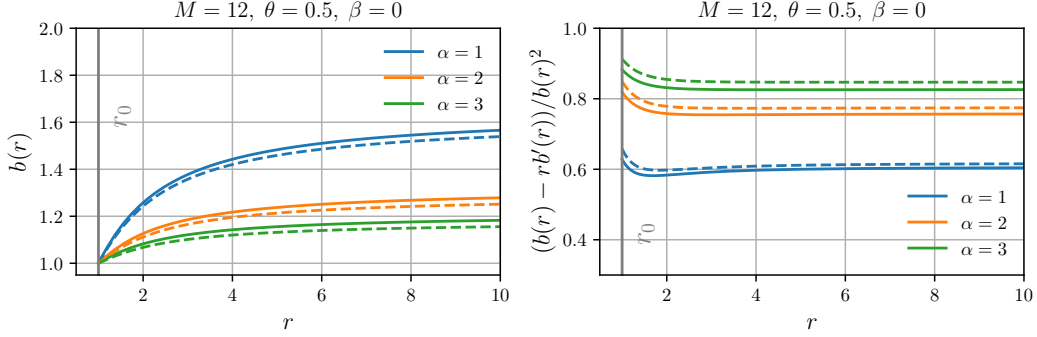 M = 12, θ = 0.5, β = 0
2.0
1.8
1.6
1.4
1.2
1.0
b(r)
r₀
α = 1
α = 2
α = 3
2 4 6 8 10
r
M = 12, θ = 0.5, β = 0
1.0
0.8
0.6
0.4
(b(r) − rb′(r))/b(r)²
r₀
α = 1
α = 2
α = 3
2 4 6 8 10
r